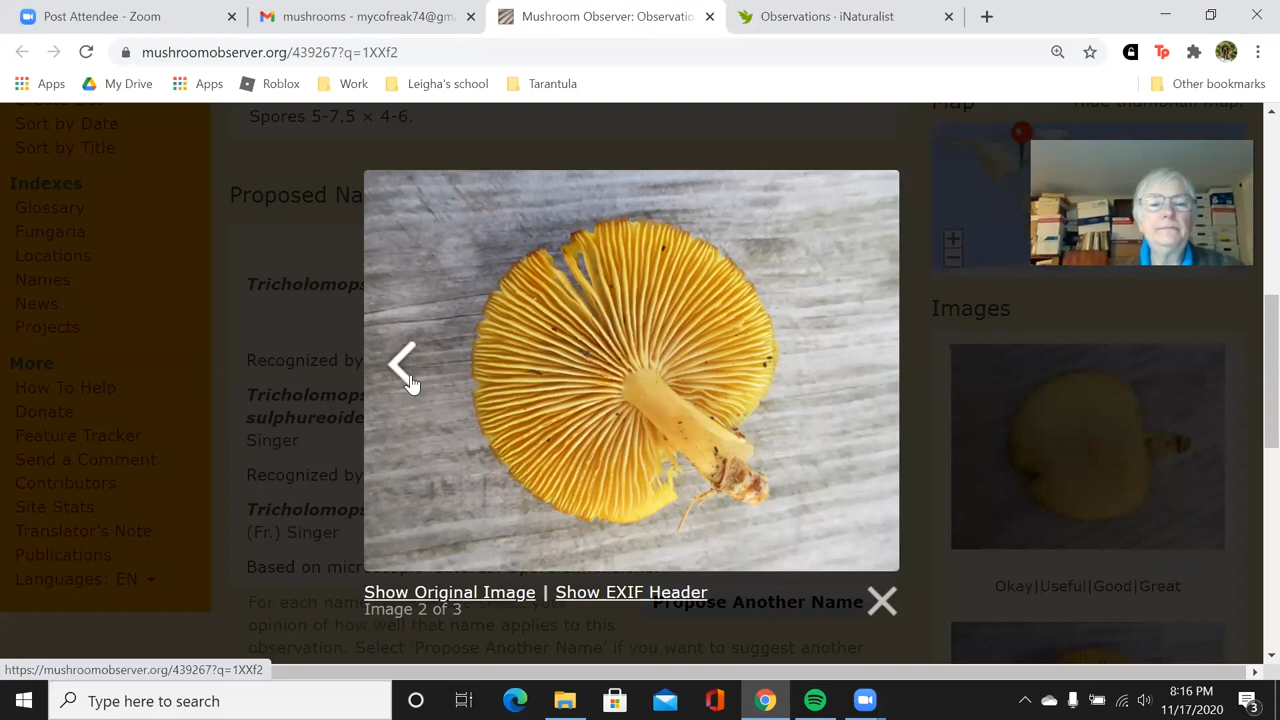 Post Attendee - Zoom
mushrooms - mycofreak74@gm
Mushroom Observer: Observatio
Observations · iNaturalist
mushroomobserver.org/439267?q=1XXf2
Apps
My Drive
Apps
Roblox
Work
Leigha's school
Tarantula
Other bookmarks
Sort by Date
Sort by Title
Indexes
Glossary
Fungaria
Locations
Names
News
Projects
More
How To Help
Donate
Feature Tracker
Send a Comment
Contributors
Site Stats
Translator's Note
Publications
Languages: EN
Spores 5-7.5 × 4-6.
Proposed Na
Tricholomops
Recognized by
Tricholomops
sulphureoide
Singer
Recognized by
Tricholomops
(Fr.) Singer
Based on
For each nam
opinion of how well that name applies to this
observation. Select 'Propose Another Name' if you want to suggest another
Propose Another Name
Show Original Image | Show EXIF Header
Image 2 of 3
Images
Okay|Useful|Good|Great
https://mushroomobserver.org/439267?q=1XXf2
Type here to search
8:16 PM
11/17/2020
3